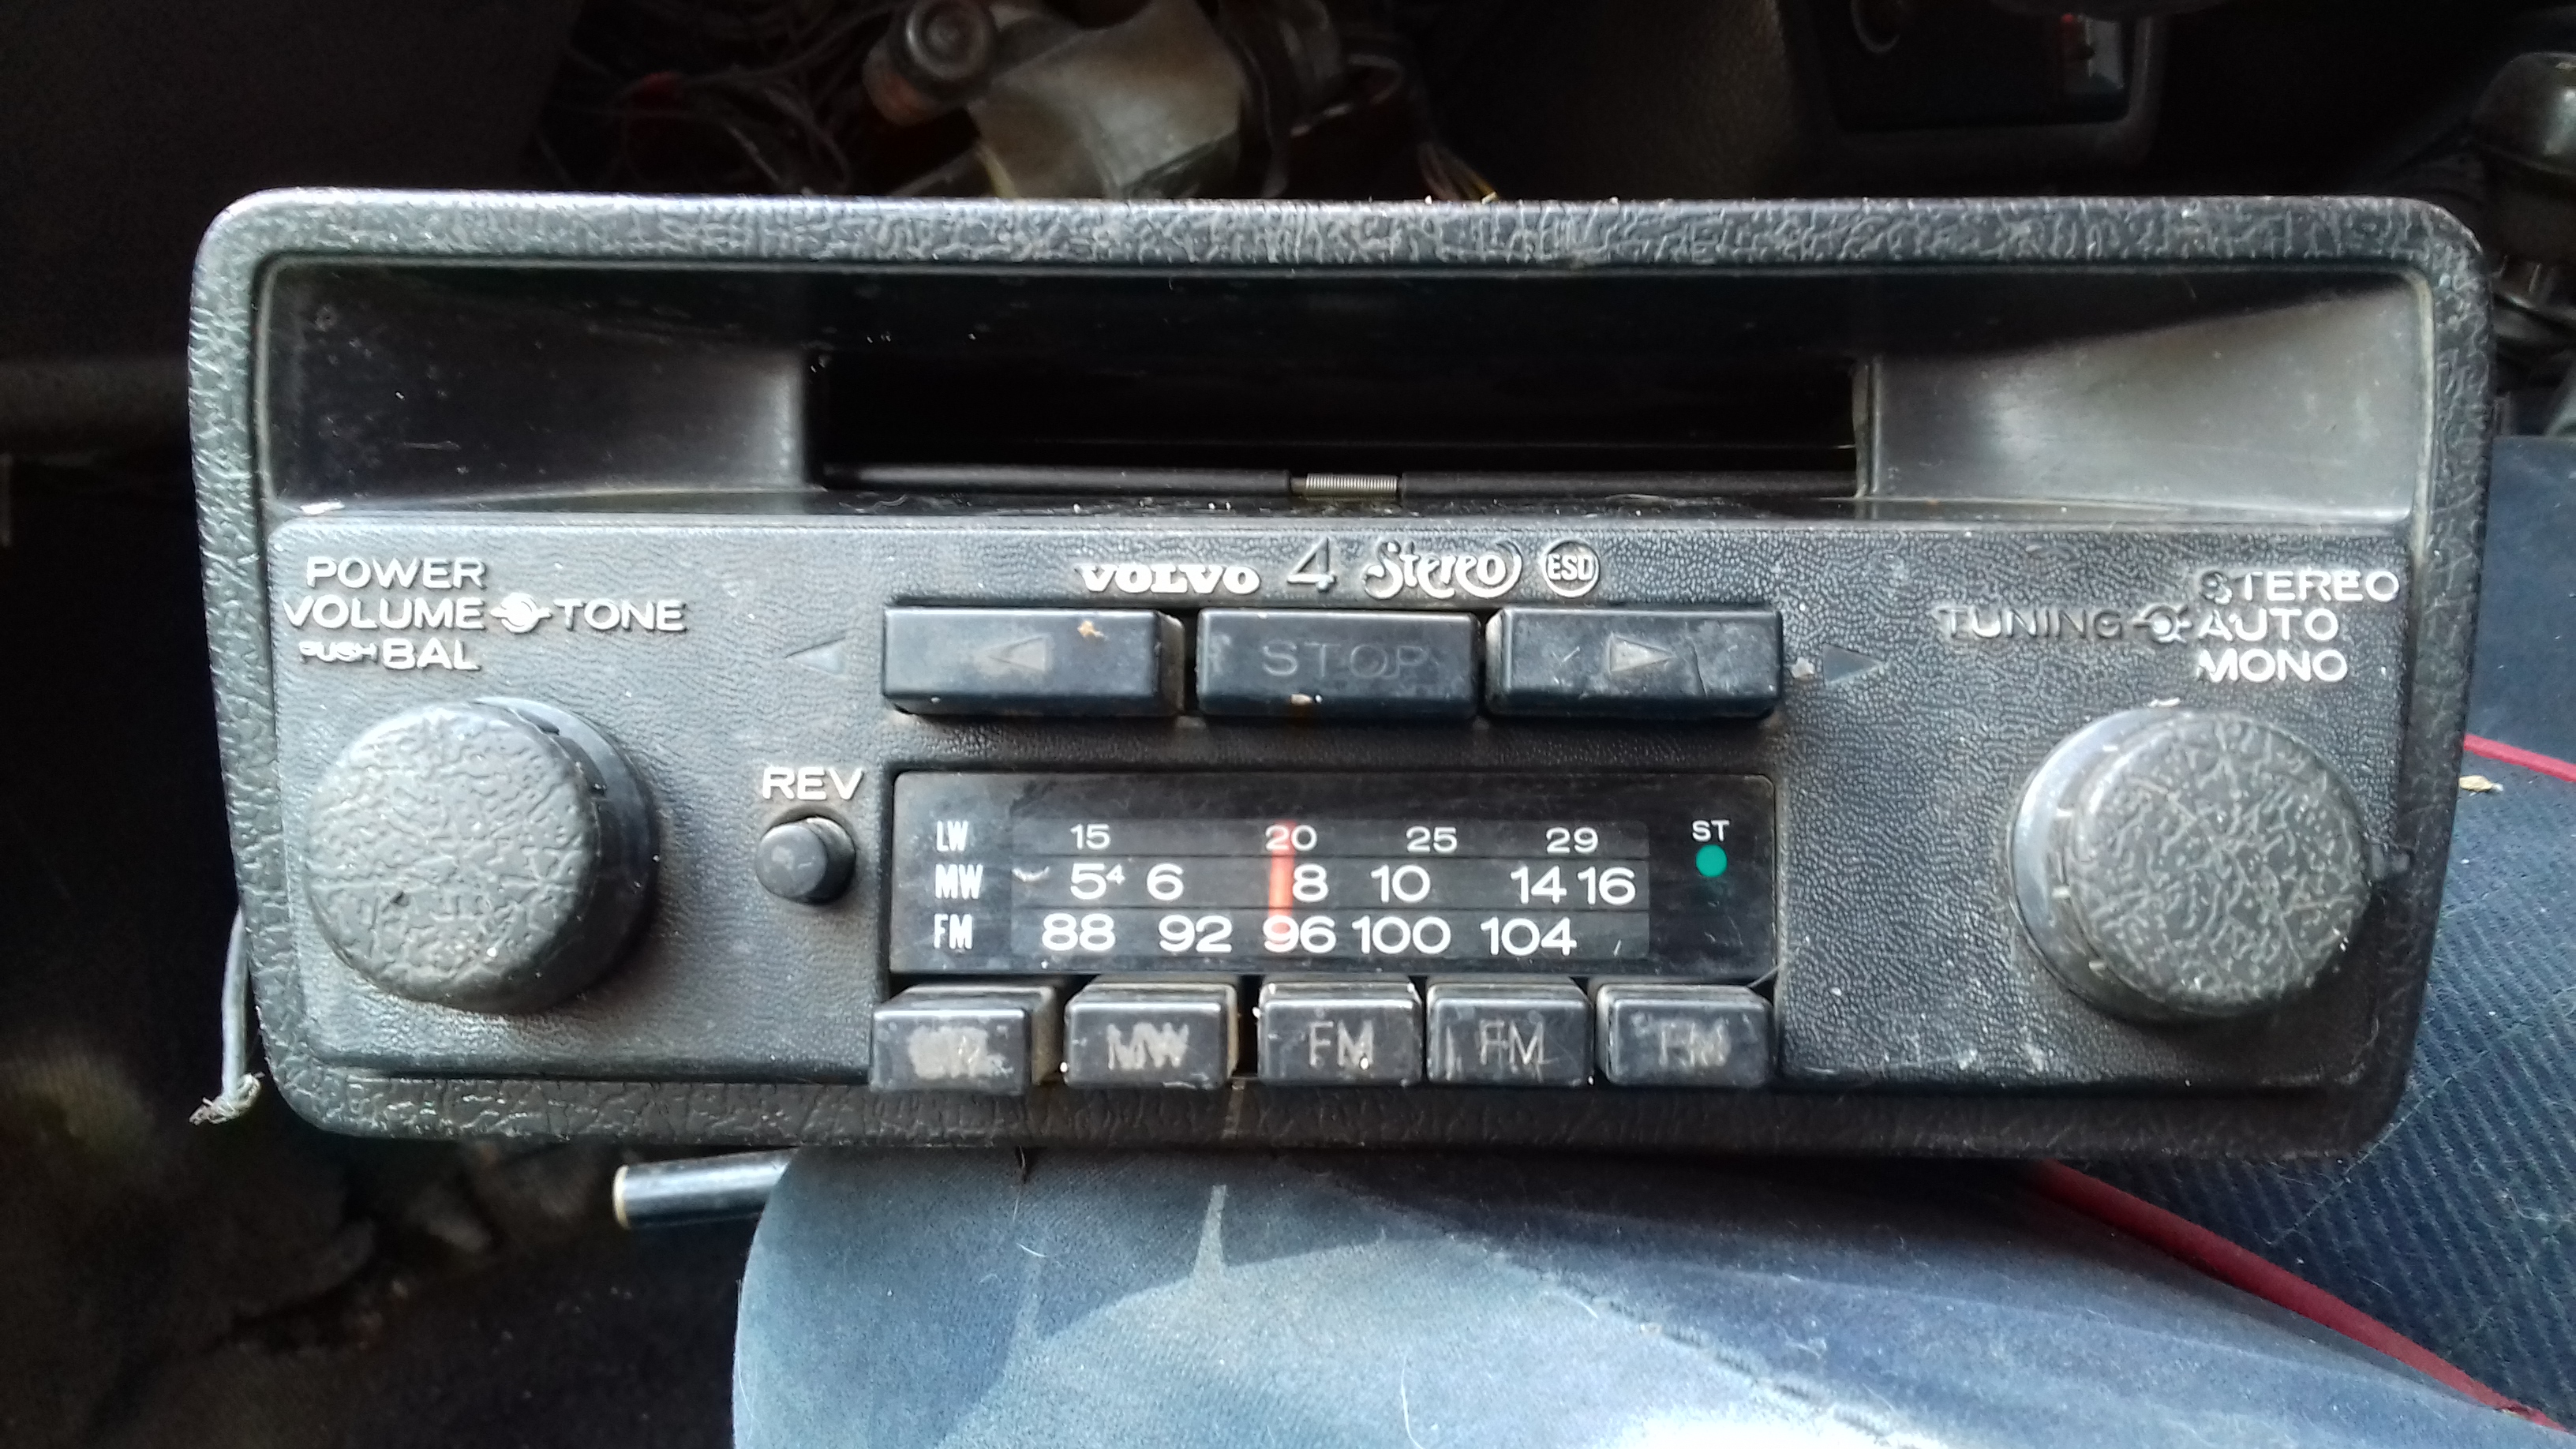 VOLVO 4 Stereo ESD
POWER
VOLUME TONE
PUSH BAL
STOP
TUNING
STEREO
AUTO
MONO
REV
LW 15 20 25 29
MW 5⁴ 6 8 10 14 16
FM 88 92 96 100 104
ST
MW FM FM FM